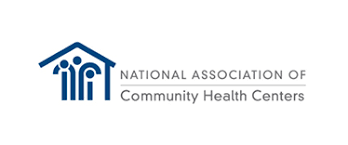 NATIONAL ASSOCIATION OF
Community Health Centers